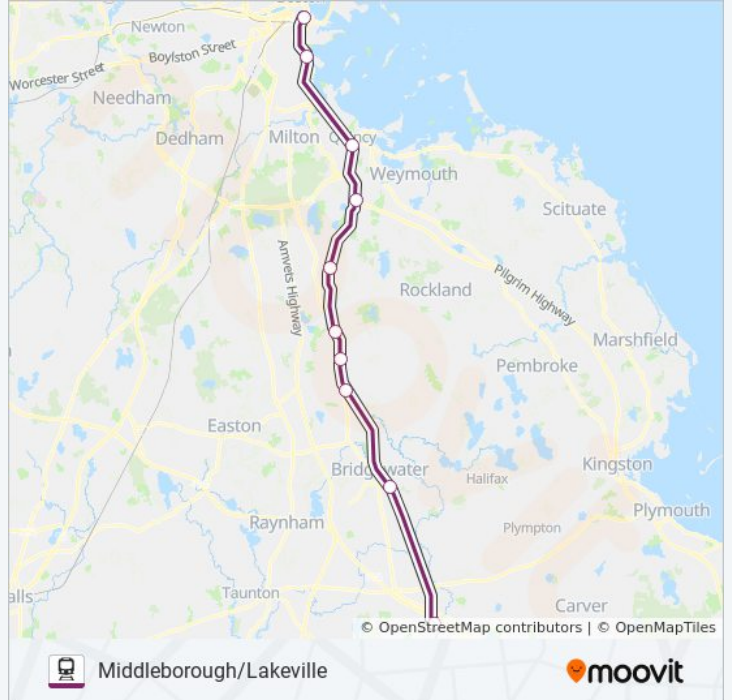 Newton
Boylston Street
Worcester Street
Needham
Dedham
Milton
Quincy
Weymouth
Scituate
Amvets Highway
Pilgrim Highway
Rockland
Marshfield
Pembroke
Easton
Bridgewater
Halifax
Kingston
Plymouth
Raynham
Plympton
Taunton
alls
Carver
© OpenStreetMap contributors | © OpenMapTiles
Middleborough/Lakeville
moovit